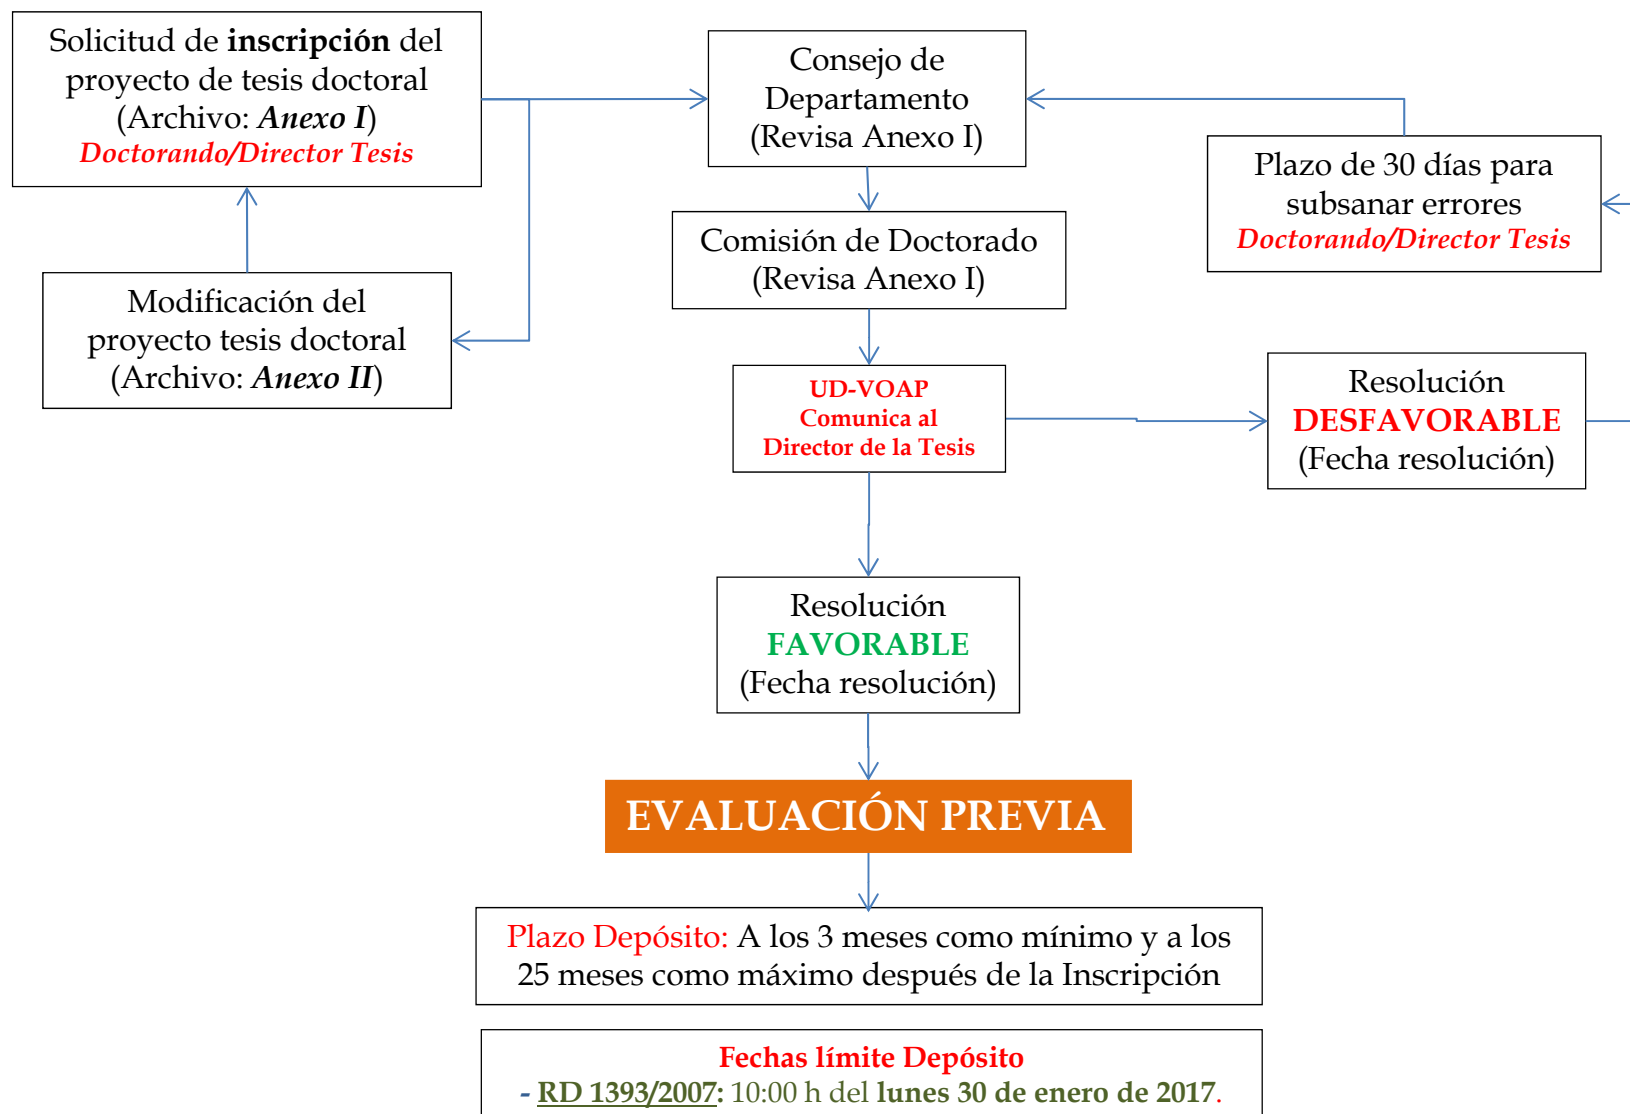 Solicitud de inscripción del
proyecto de tesis doctoral
(Archivo: Anexo I)
Doctorando/Director Tesis
Consejo de
Departamento
(Revisa Anexo I)
Plazo de 30 días para
subsanar errores
Doctorando/Director Tesis
Comisión de Doctorado
(Revisa Anexo I)
Modificación del
proyecto tesis doctoral
(Archivo: Anexo II)
UD-VOAP
Comunica al
Director de la Tesis
Resolución
DESFAVORABLE
(Fecha resolución)
Resolución
FAVORABLE
(Fecha resolución)
EVALUACIÓN PREVIA
Plazo Depósito: A los 3 meses como mínimo y a los
25 meses como máximo después de la Inscripción
Fechas límite Depósito
- RD 1393/2007: 10:00 h del lunes 30 de enero de 2017.